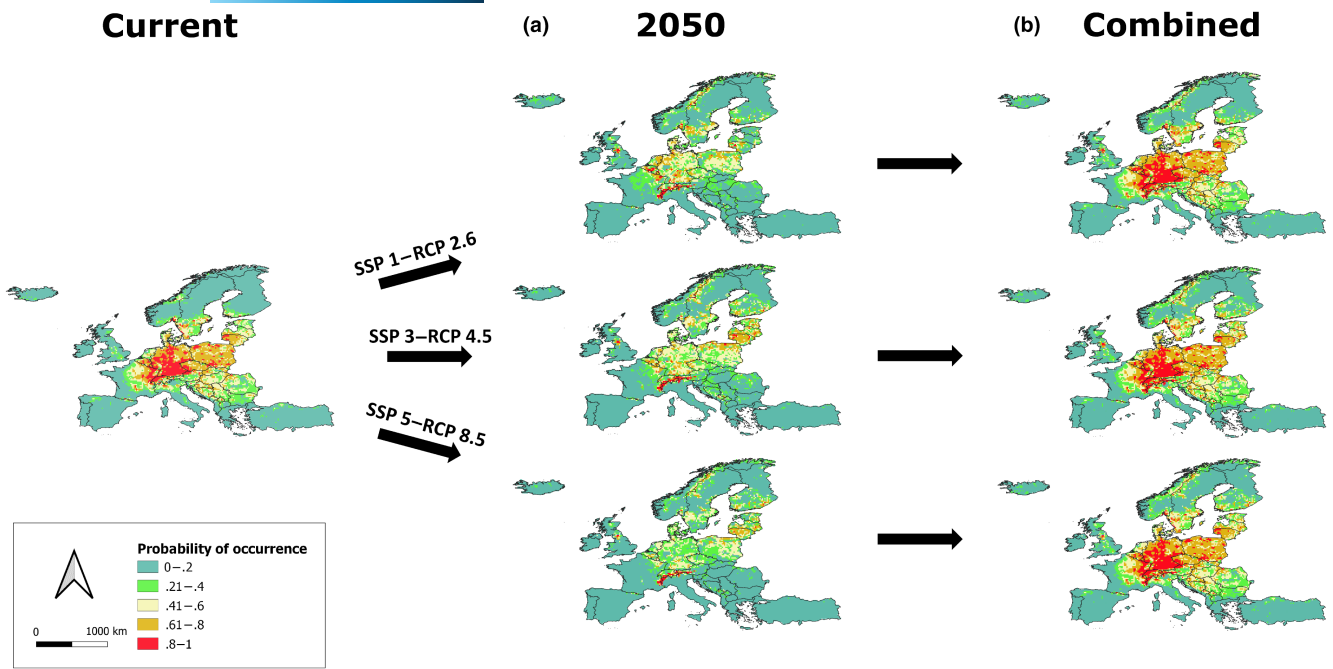 Current
(a)
2050
(b)
Combined
SSP 1–RCP 2.6
SSP 3–RCP 4.5
SSP 5–RCP 8.5
Probability of occurrence
0–.2
.21–.4
.41–.6
.61–.8
.8–1
0
1000 km